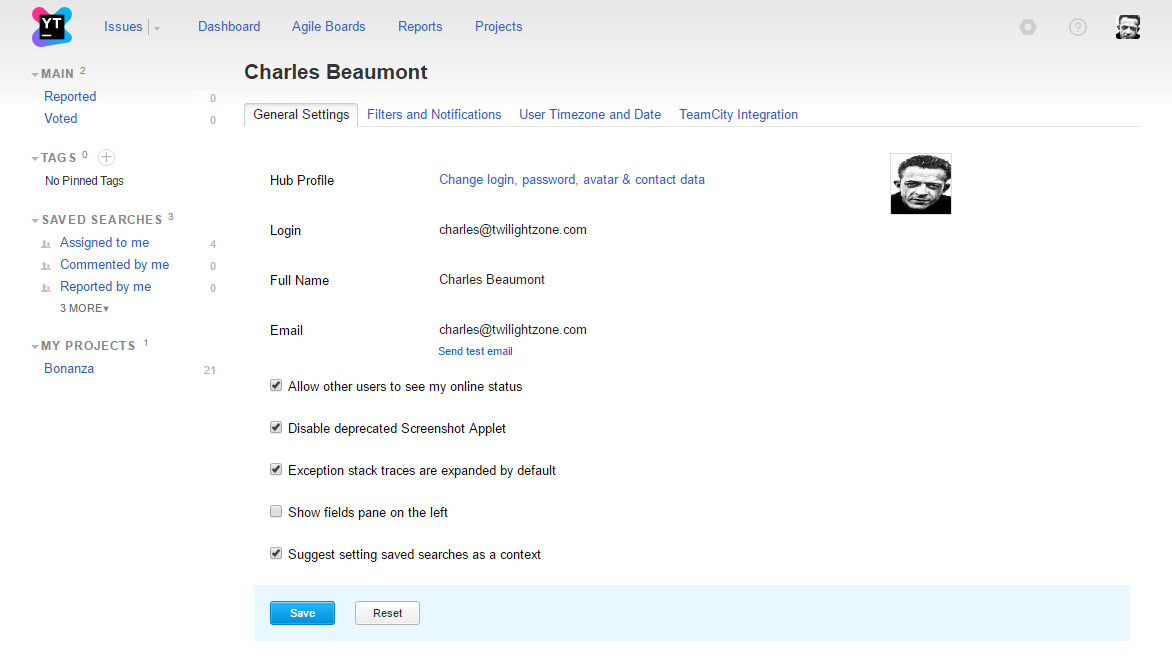 YT
Issues
Dashboard
Agile Boards
Reports
Projects
?
MAIN 2
Reported 0
Voted 0
TAGS 0
No Pinned Tags
SAVED SEARCHES 3
Assigned to me 4
Commented by me 0
Reported by me 0
3 MORE▾
MY PROJECTS 1
Bonanza 21
Charles Beaumont
General Settings
Filters and Notifications
User Timezone and Date
TeamCity Integration
Hub Profile
Change login, password, avatar & contact data
Login
charles@twilightzone.com
Full Name
Charles Beaumont
Email
charles@twilightzone.com
Send test email
Allow other users to see my online status
Disable deprecated Screenshot Applet
Exception stack traces are expanded by default
Show fields pane on the left
Suggest setting saved searches as a context
Save
Reset